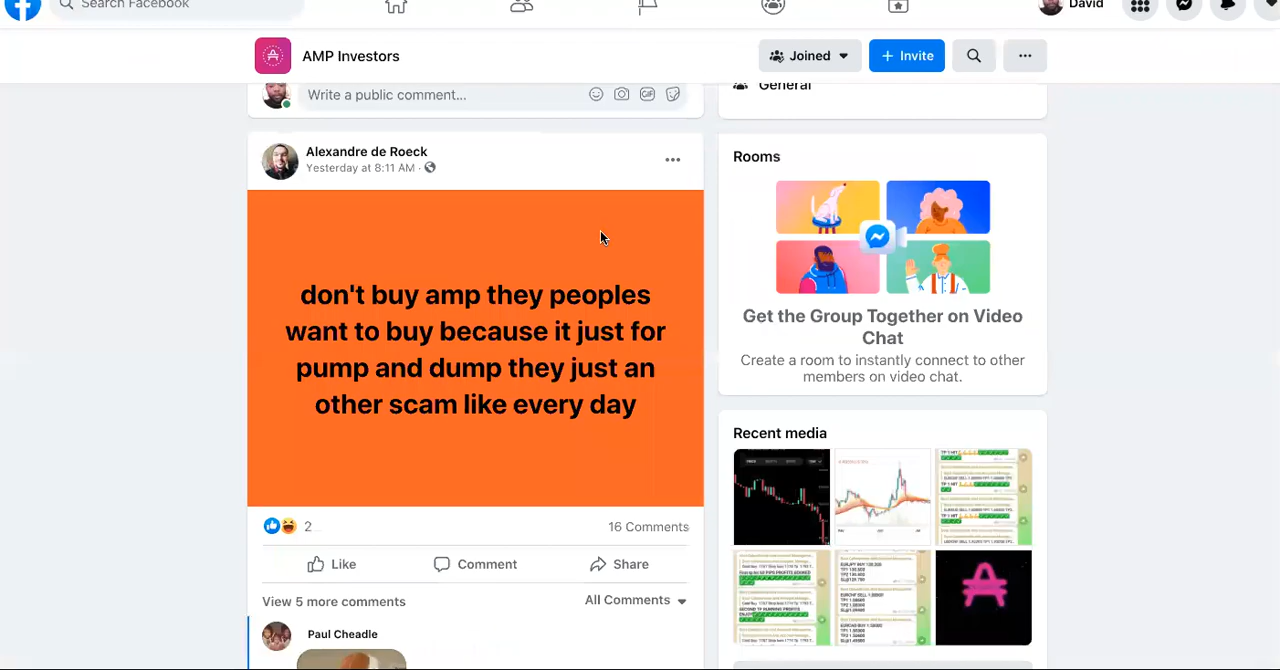 Search Facebook
David
AMP Investors
Joined
+ Invite
Write a public comment...
GIF
General
Alexandre de Roeck
Yesterday at 8:11 AM ·
don't buy amp they peoples
want to buy because it just for
pump and dump they just an
other scam like every day
2
16 Comments
Like
Comment
Share
View 5 more comments
All Comments
Paul Cheadle
Rooms
Get the Group Together on Video
Chat
Create a room to instantly connect to other
members on video chat.
Recent media